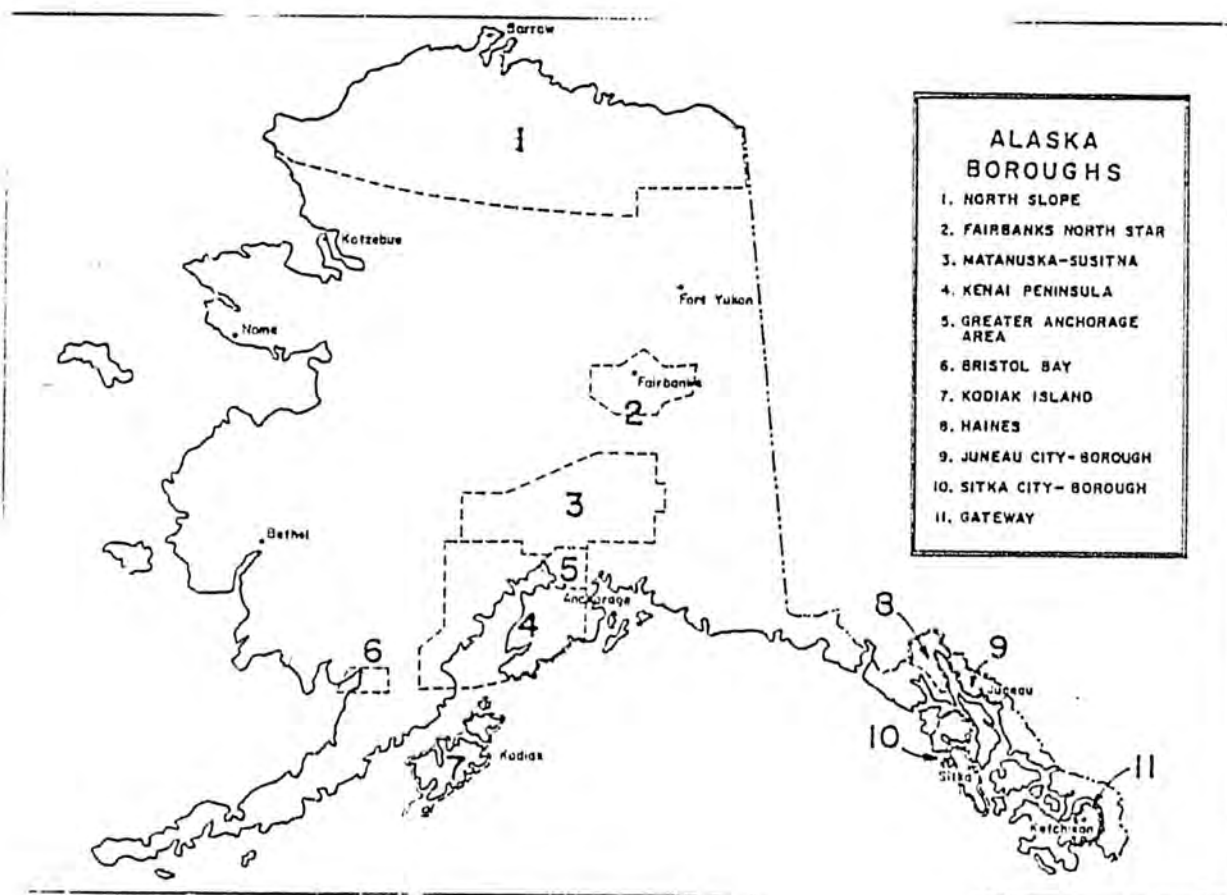 Barrow
1
Kotzebue
Fort Yukon
Nome
Fairbanks
2
3
Bethel
5
Anchorage
4
6
7
Kodiak
8
9
Juneau
10
Sitka
11
Ketchikan
ALASKA
BOROUGHS
1. NORTH SLOPE
2. FAIRBANKS NORTH STAR
3. MATANUSKA-SUSITNA
4. KENAI PENINSULA
5. GREATER ANCHORAGE
AREA
6. BRISTOL BAY
7. KODIAK ISLAND
8. HAINES
9. JUNEAU CITY-BOROUGH
10. SITKA CITY-BOROUGH
11. GATEWAY